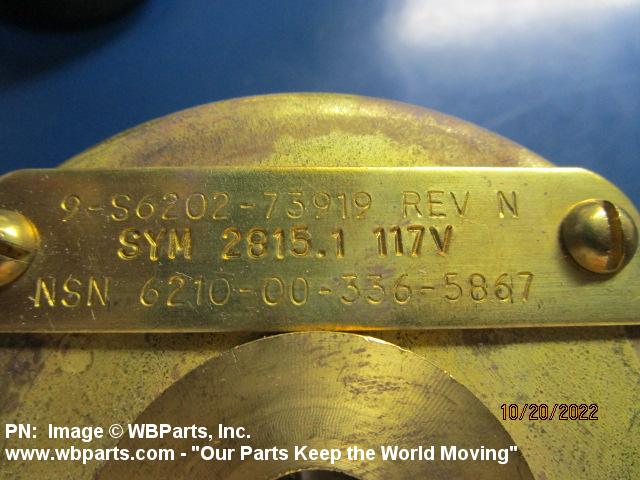 9-S6202-73919 REV N
SYM 2815.1 117V
NSN 6210-00-336-5867
10/20/2022
PN: Image © WBParts, Inc.
www.wbparts.com - "Our Parts Keep the World Moving"